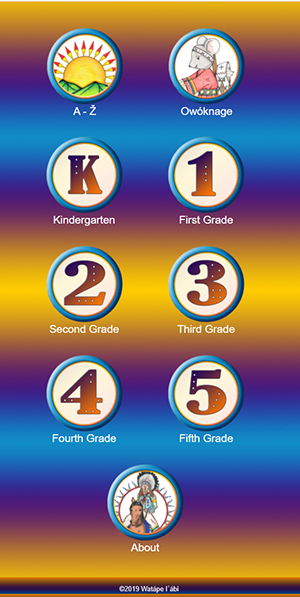 A - Ž
Owóknage
K
1
Kindergarten
First Grade
2
3
Second Grade
Third Grade
4
5
Fourth Grade
Fifth Grade
About
©2019 Watápe I´ábi